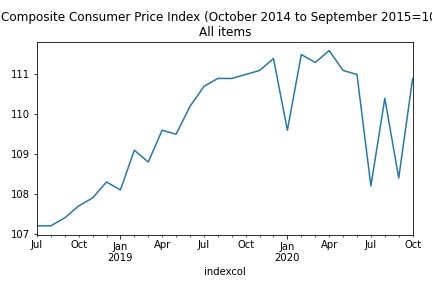 Composite Consumer Price Index (October 2014 to September 2015=10
All items
111
110
109
108
107
Jul
Oct
Jan
2019
Apr
Jul
Oct
Jan
2020
Apr
Jul
Oct
indexcol